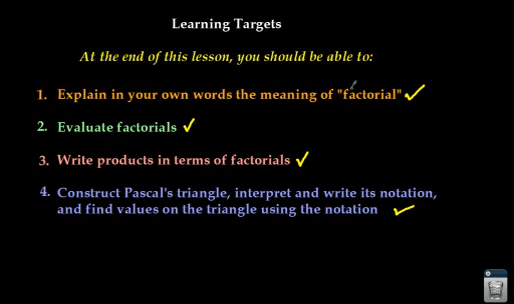 Learning Targets
At the end of this lesson, you should be able to:
1. Explain in your own words the meaning of "factorial"
2. Evaluate factorials
3. Write products in terms of factorials
4. Construct Pascal's triangle, interpret and write its notation,
and find values on the triangle using the notation